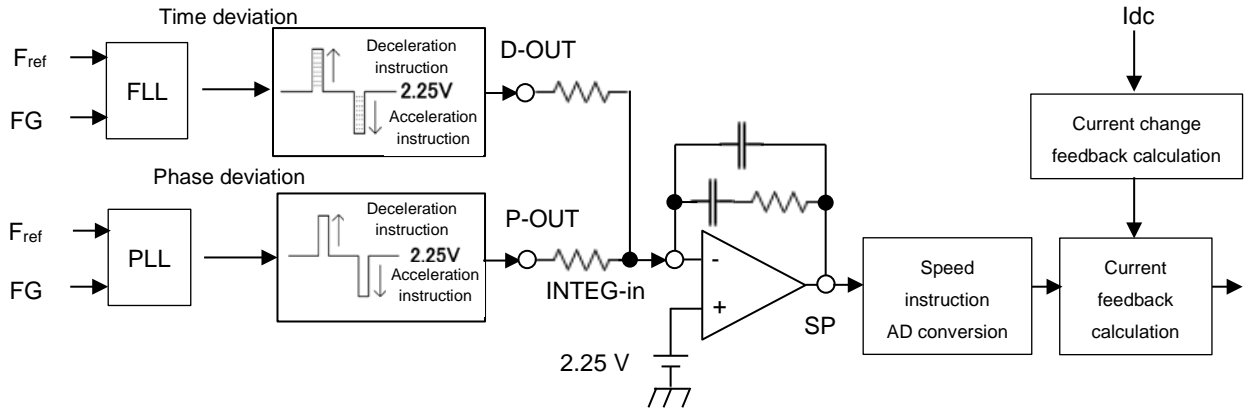 Time deviation
Fref
FG
FLL
Deceleration
instruction
2.25V
Acceleration
instruction
D-OUT
Phase deviation
Fref
FG
PLL
Deceleration
instruction
2.25V
Acceleration
instruction
P-OUT
INTEG-in
-
+
2.25 V
SP
Speed
instruction
AD conversion
Idc
Current change
feedback calculation
Current
feedback
calculation